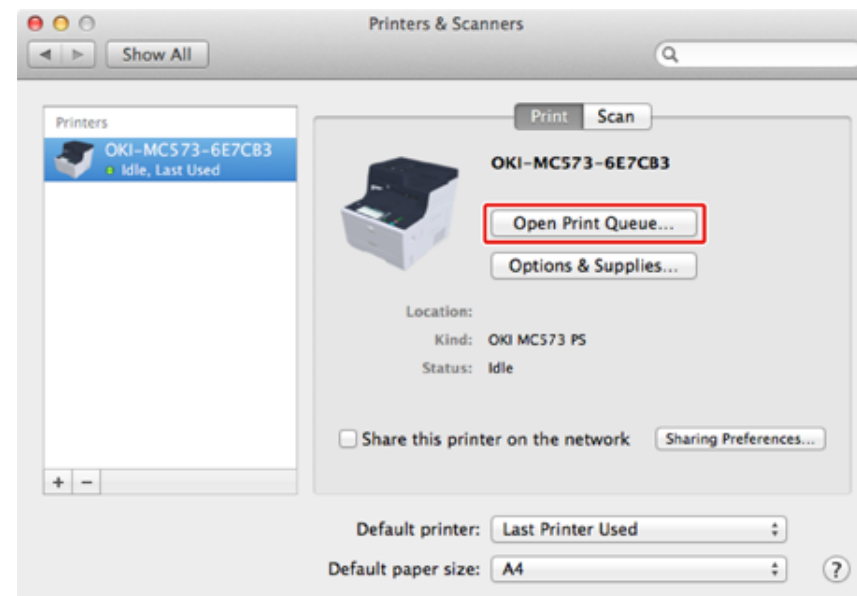 Printers & Scanners
Show All
Printers
OKI-MC573-6E7CB3
Idle, Last Used
Print Scan
OKI-MC573-6E7CB3
Open Print Queue...
Options & Supplies...
Location:
Kind: OKI MC573 PS
Status: Idle
Share this printer on the network Sharing Preferences...
+ −
Default printer: Last Printer Used
Default paper size: A4 ?